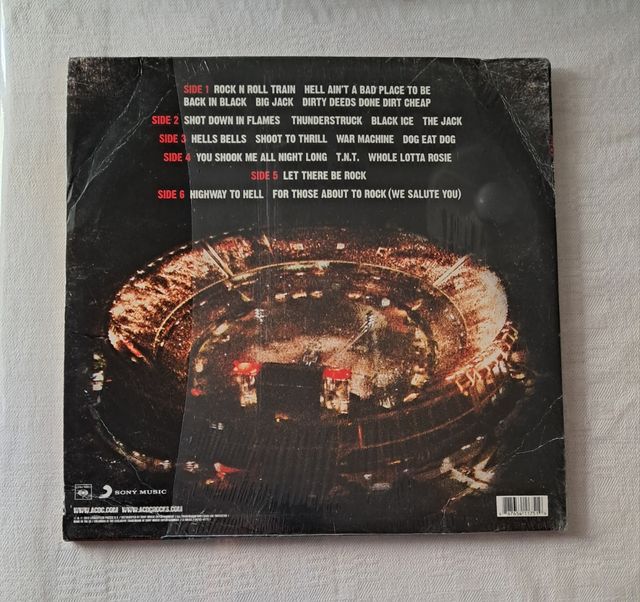 SIDE 1 ROCK N ROLL TRAIN HELL AIN'T A BAD PLACE TO BE
BACK IN BLACK BIG JACK DIRTY DEEDS DONE DIRT CHEAP
SIDE 2 SHOT DOWN IN FLAMES THUNDERSTRUCK BLACK ICE THE JACK
SIDE 3 HELLS BELLS SHOOT TO THRILL WAR MACHINE DOG EAT DOG
SIDE 4 YOU SHOOK ME ALL NIGHT LONG T.N.T. WHOLE LOTTA ROSIE
SIDE 5 LET THERE BE ROCK
SIDE 6 HIGHWAY TO HELL FOR THOSE ABOUT TO ROCK (WE SALUTE YOU)
SONY MUSIC
WWW.ACDC.COM WWW.ACDCROCKS.COM